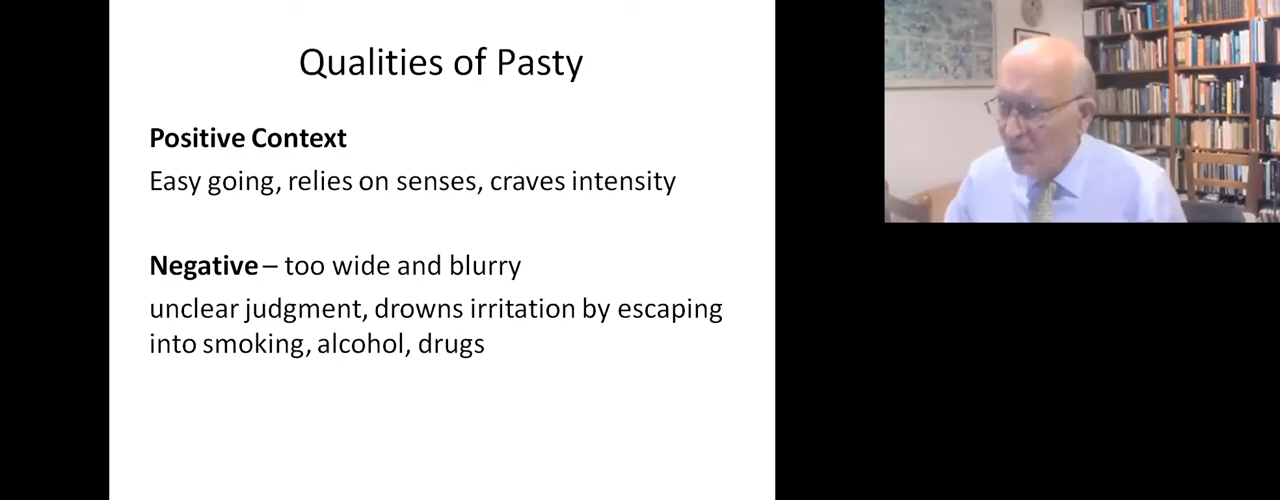 Qualities of Pasty
Positive Context
Easy going, relies on senses, craves intensity
Negative – too wide and blurry
unclear judgment, drowns irritation by escaping
into smoking, alcohol, drugs